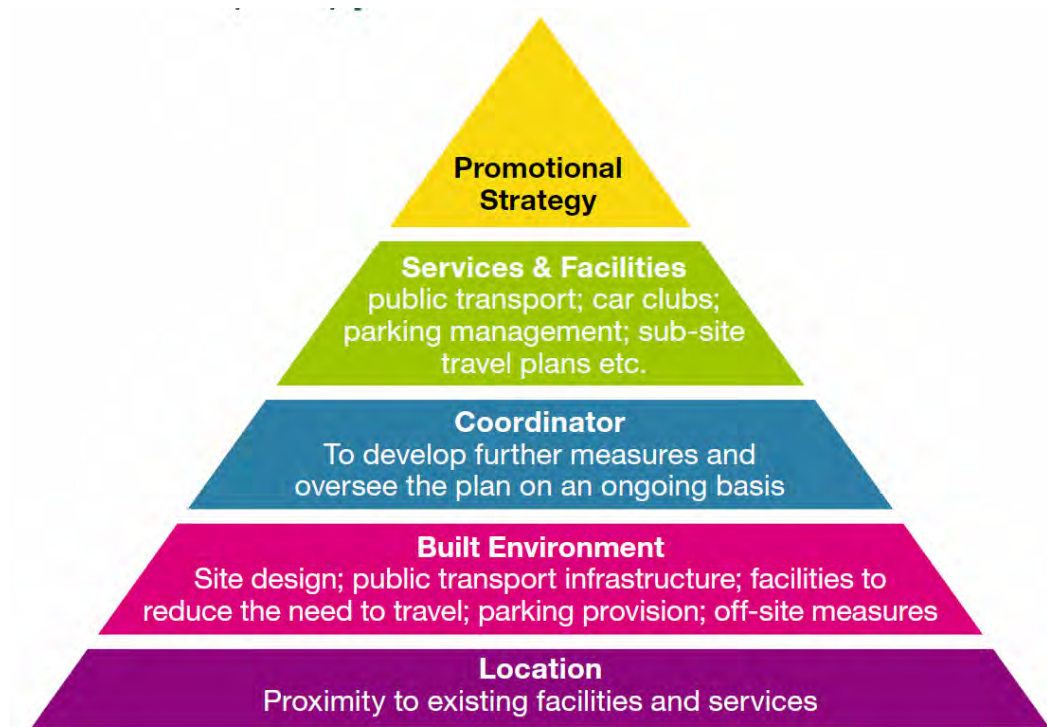 Promotional
Strategy
Services & Facilities
public transport; car clubs;
parking management; sub-site
travel plans etc.
Coordinator
To develop further measures and
oversee the plan on an ongoing basis
Built Environment
Site design; public transport infrastructure; facilities to
reduce the need to travel; parking provision; off-site measures
Location
Proximity to existing facilities and services